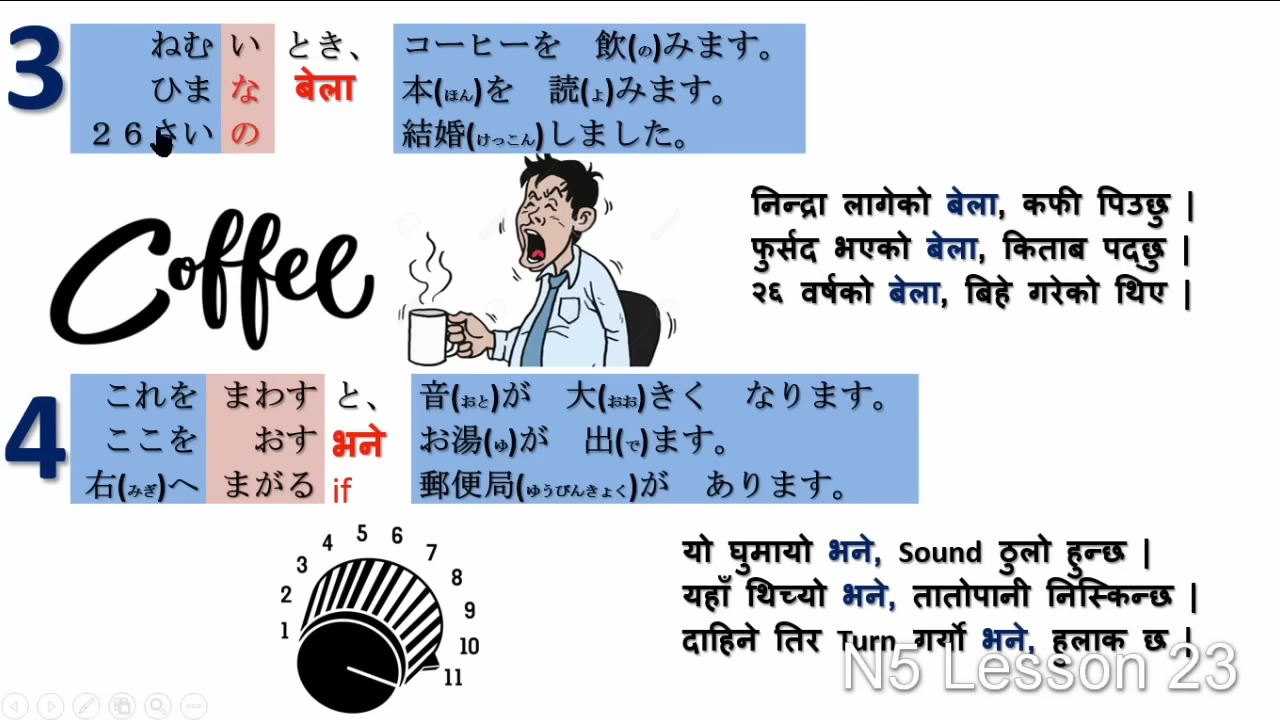 3
ねむい とき、 コーヒーを 飲(の)みます。
ひまな बेला 本(ほん)を 読(よ)みます。
２６さいの 結婚(けっこん)しました。
निन्द्रा लागेको बेला, कफी पिउछु |
फुर्सद भएको बेला, किताब पद्छु |
२६ वर्षको बेला, बिहे गरेको थिए |
Coffee
4
これを まわす と、 音(おと)が 大(おお)きく なります。
ここを おす भने お湯(ゆ)が 出(で)ます。
右(みぎ)へ まがる if 郵便局(ゆうびんきょく)が あります。
यो घुमायो भने, Sound ठुलो हुन्छ |
यहाँ थिच्यो भने, तातोपानी निस्किन्छ |
दाहिने तिर Turn गर्यो भने, हुलाक छ |
1 2 3 4 5 6 7 8 9 10 11
N5 Lesson 23